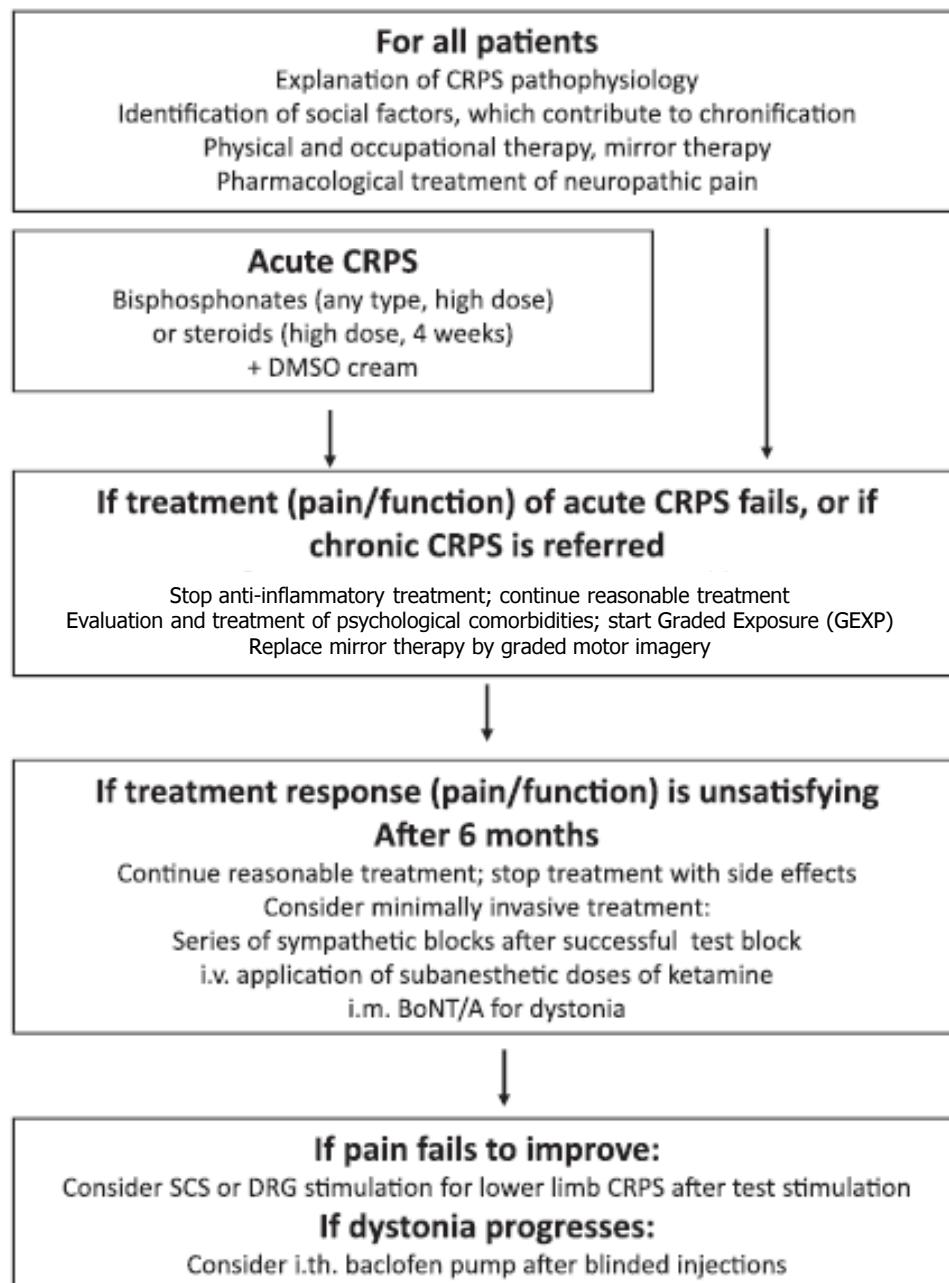 For all patients
Explanation of CRPS pathophysiology
Identification of social factors, which contribute to chronification
Physical and occupational therapy, mirror therapy
Pharmacological treatment of neuropathic pain
Acute CRPS
Bisphosphonates (any type, high dose)
or steroids (high dose, 4 weeks)
+ DMSO cream
If treatment (pain/function) of acute CRPS fails, or if
chronic CRPS is referred
Stop anti-inflammatory treatment; continue reasonable treatment
Evaluation and treatment of psychological comorbidities; start Graded Exposure (GEXP)
Replace mirror therapy by graded motor imagery
If treatment response (pain/function) is unsatisfying
After 6 months
Continue reasonable treatment; stop treatment with side effects
Consider minimally invasive treatment:
Series of sympathetic blocks after successful test block
i.v. application of subanesthetic doses of ketamine
i.m. BoNT/A for dystonia
If pain fails to improve:
Consider SCS or DRG stimulation for lower limb CRPS after test stimulation
If dystonia progresses:
Consider i.th. baclofen pump after blinded injections